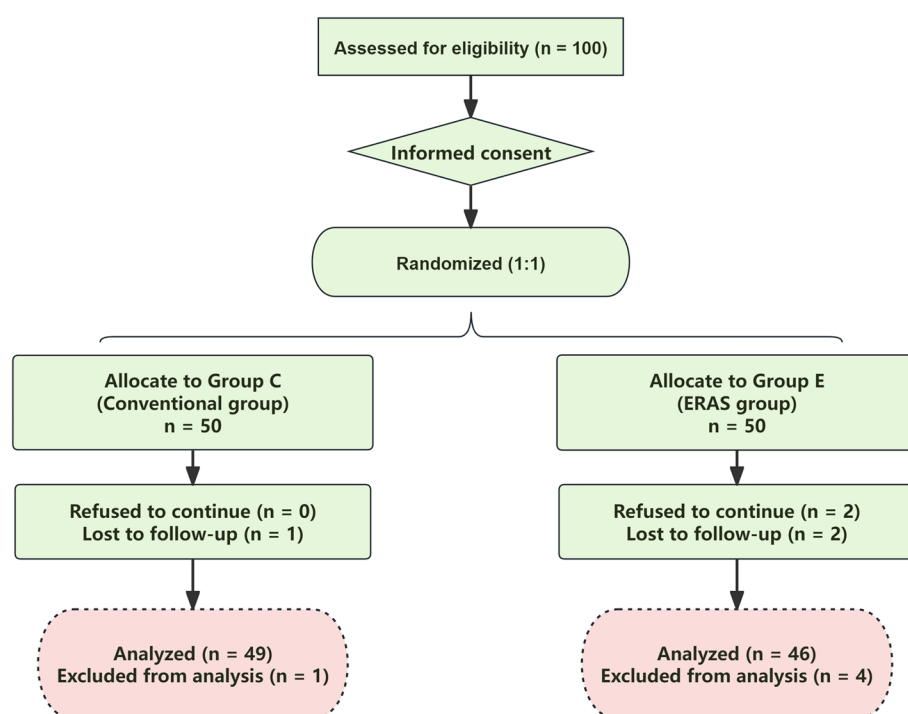 Assessed for eligibility (n = 100)
Informed consent
Randomized (1:1)
Allocate to Group C
(Conventional group)
n = 50
Allocate to Group E
(ERAS group)
n = 50
Refused to continue (n = 0)
Lost to follow-up (n = 1)
Refused to continue (n = 2)
Lost to follow-up (n = 2)
Analyzed (n = 49)
Excluded from analysis (n = 1)
Analyzed (n = 46)
Excluded from analysis (n = 4)